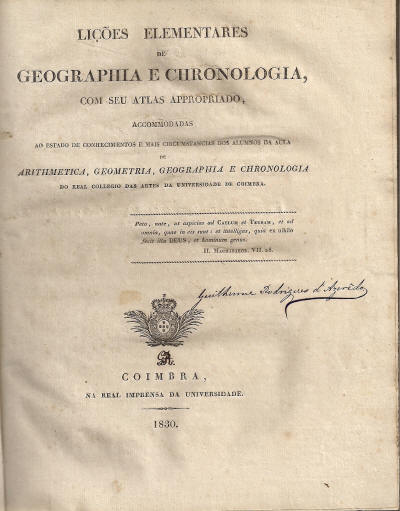 LIÇÕES ELEMENTARES
DE
GEOGRAPHIA E CHRONOLOGIA,
COM SEU ATLAS APPROPRIADO,
ACCOMMODADAS
AO ESTADO DE CONHECIMENTOS E MAIS CIRCUMSTANCIAS DOS ALUMNOS DA AULA
DE
ARITHMETICA, GEOMETRIA, GEOGRAPHIA E CHRONOLOGIA
DO REAL COLLEGIO DAS ARTES DA UNIVERSIDADE DE COIMBRA.
Peto, nate, ut aspicias ad CAELUM et TERRAM, et ad
omnia, quae in eis sunt: et intelligas, quia ex nihilo
fecit illa DEUS, et hominum genus.
II. MACHABAEOR. VII. 28.
Guilherme Rodrigues d'Azevêdo
COIMBRA,
NA REAL IMPRENSA DA UNIVERSIDADE.
1830.